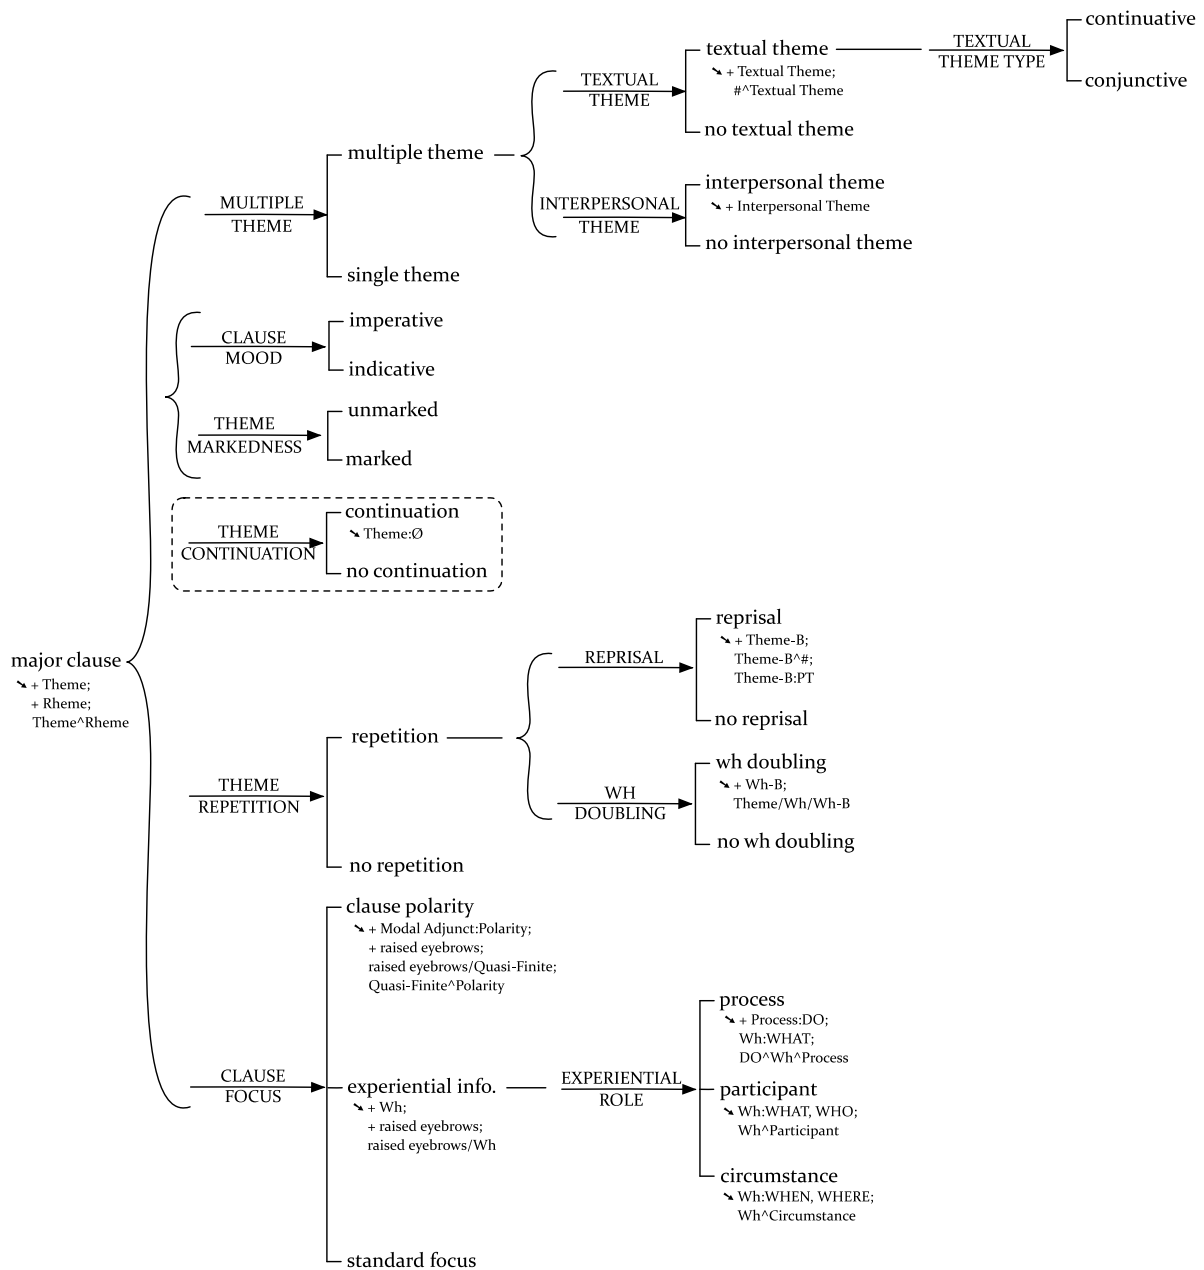 continuative
TEXTUAL
THEME TYPE
conjunctive
textual theme
➘ + Textual Theme;
#^Textual Theme
TEXTUAL
THEME
no textual theme
multiple theme
INTERPERSONAL
THEME
interpersonal theme
➘ + Interpersonal Theme
no interpersonal theme
MULTIPLE
THEME
single theme
imperative
CLAUSE
MOOD
indicative
unmarked
THEME
MARKEDNESS
marked
continuation
➘ Theme:Ø
THEME
CONTINUATION
no continuation
major clause
➘ + Theme;
+ Rheme;
Theme^Rheme
reprisal
➘ + Theme-B;
Theme-B^#;
Theme-B:PT
REPRISAL
no reprisal
repetition
wh doubling
➘ + Wh-B;
Theme/Wh/Wh-B
WH
DOUBLING
no wh doubling
THEME
REPETITION
no repetition
clause polarity
➘ + Modal Adjunct:Polarity;
+ raised eyebrows;
raised eyebrows/Quasi-Finite;
Quasi-Finite^Polarity
CLAUSE
FOCUS
experiential info.
➘ + Wh;
+ raised eyebrows;
raised eyebrows/Wh
EXPERIENTIAL
ROLE
process
➘ + Process:DO;
Wh:WHAT;
DO^Wh^Process
participant
➘ Wh:WHAT, WHO;
Wh^Participant
circumstance
➘ Wh:WHEN, WHERE;
Wh^Circumstance
standard focus